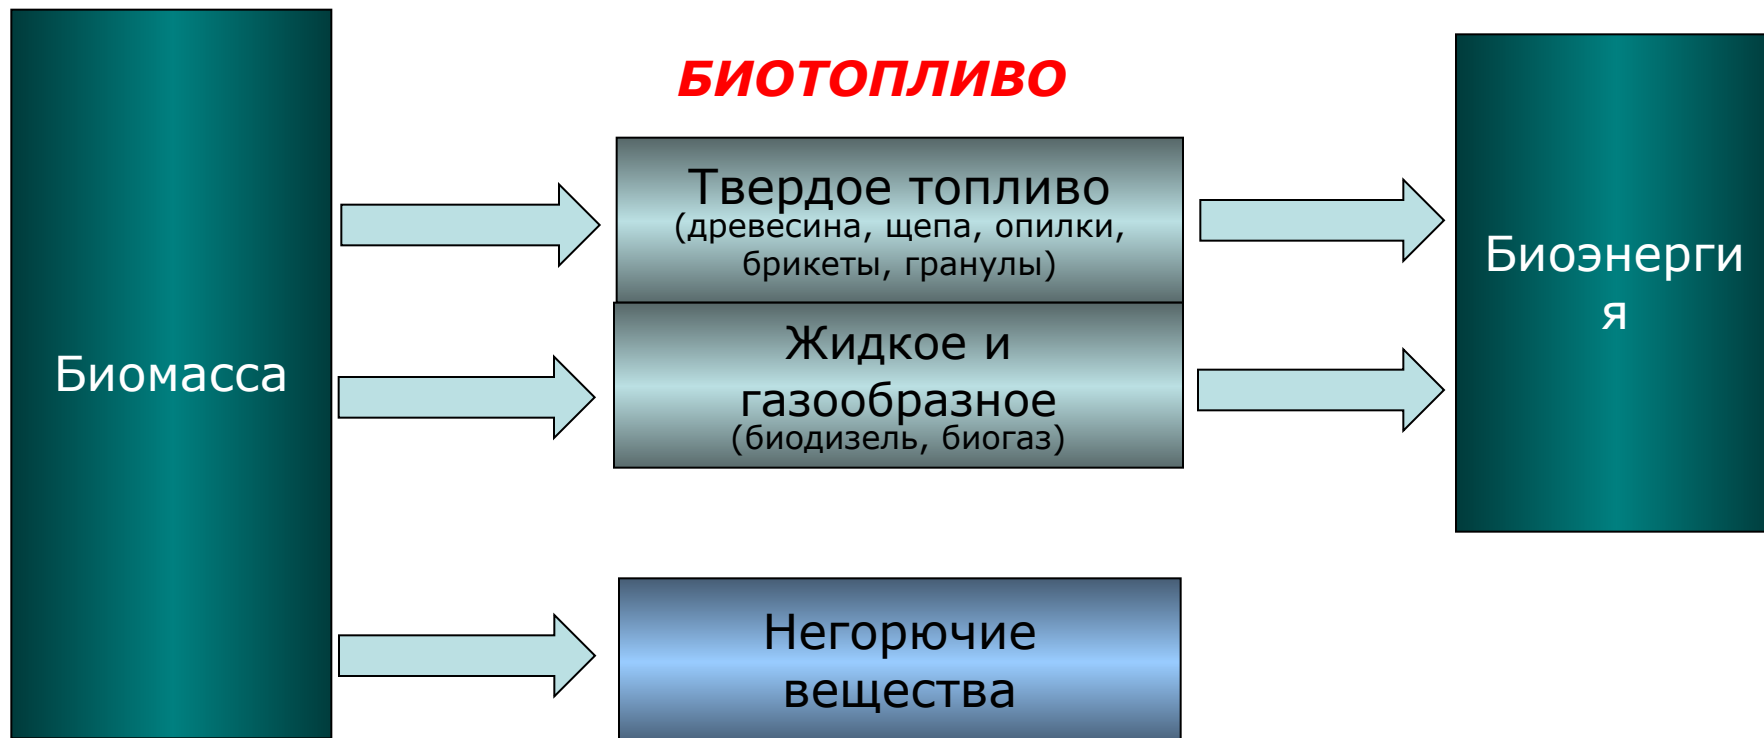 БИОТОПЛИВО
Биомасса
Твердое топливо
(древесина, щепа, опилки,
брикеты, гранулы)
Жидкое и
газообразное
(биодизель, биогаз)
Негорючие
вещества
Биоэнерги
я